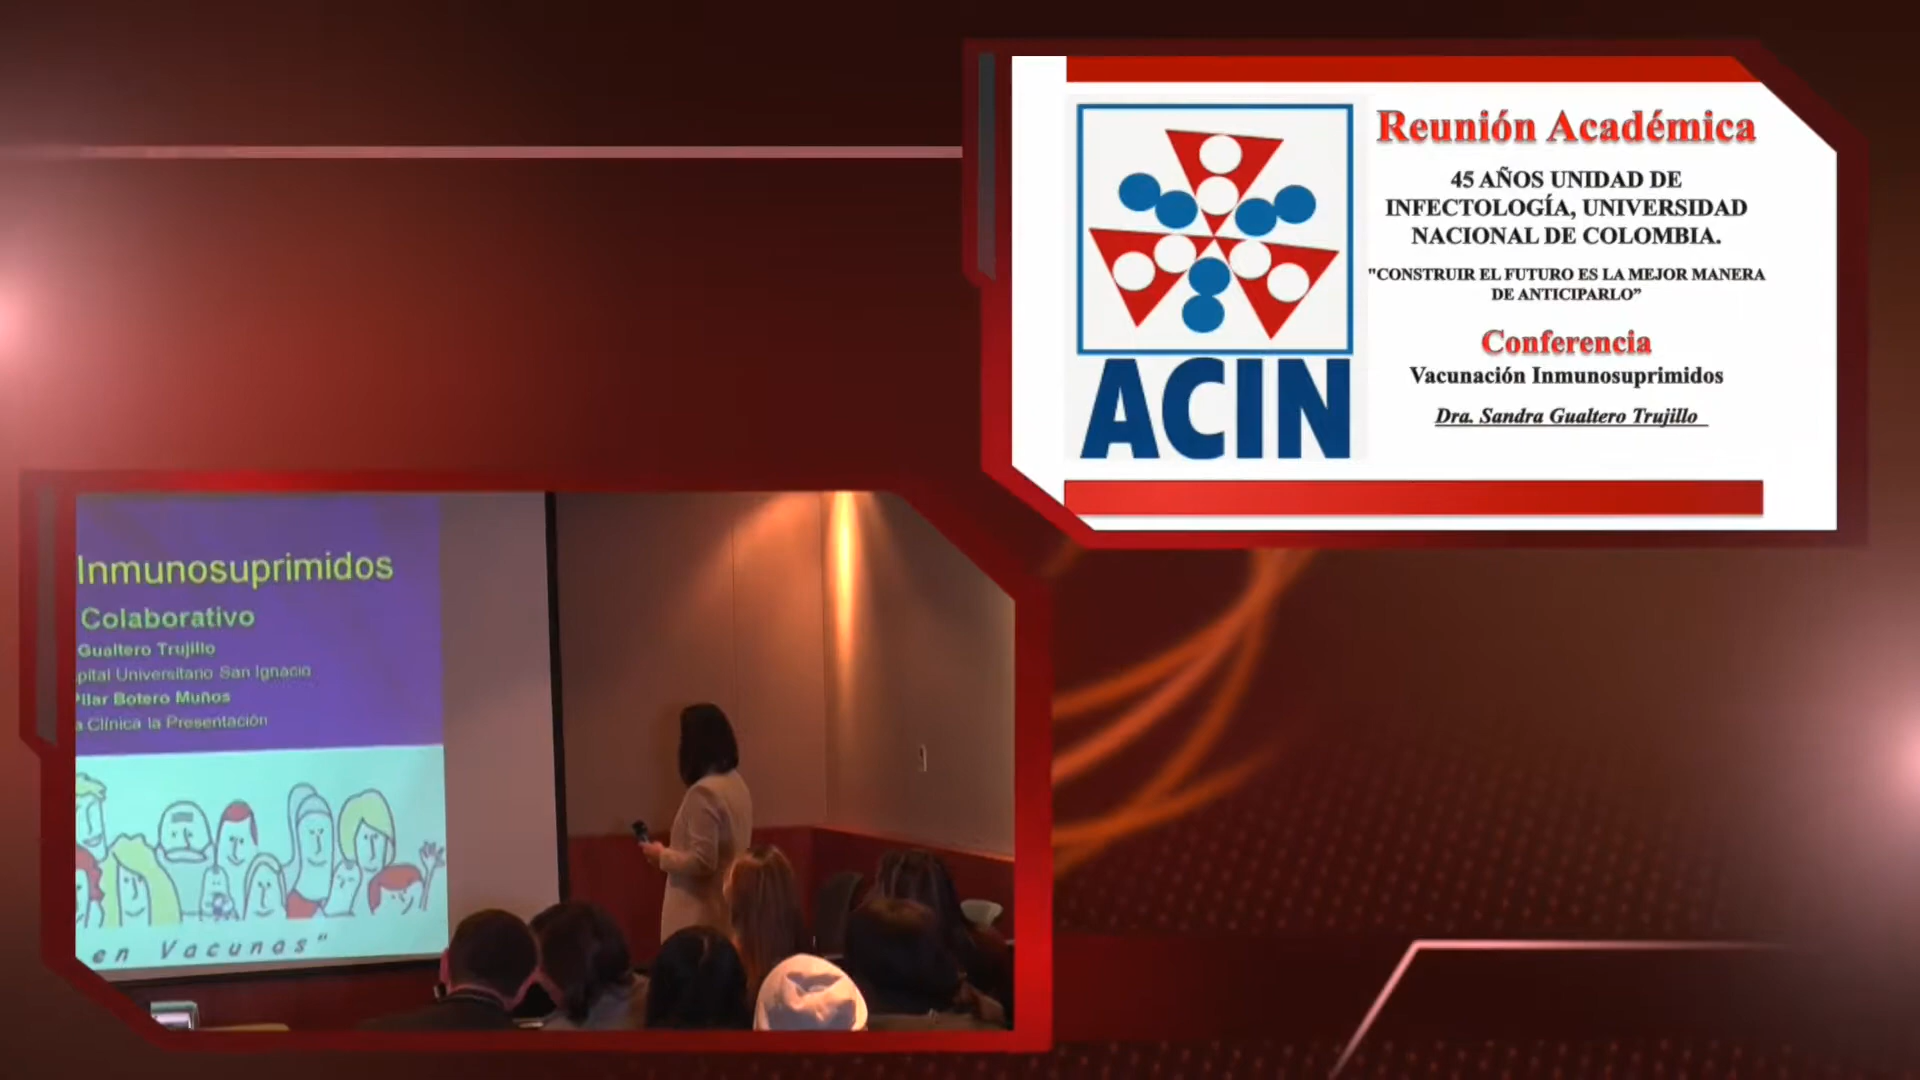 ACIN
Reunión Académica
45 AÑOS UNIDAD DE
INFECTOLOGÍA, UNIVERSIDAD
NACIONAL DE COLOMBIA.
"CONSTRUIR EL FUTURO ES LA MEJOR MANERA
DE ANTICIPARLO”
Conferencia
Vacunación Inmunosuprimidos
Dra. Sandra Gualtero Trujillo
Inmunosuprimidos
Colaborativo
Gualtero Trujillo
pital Universitario San Ignacio
Pilar Botero Muños
a Clínica la Presentación
en Vacunas"